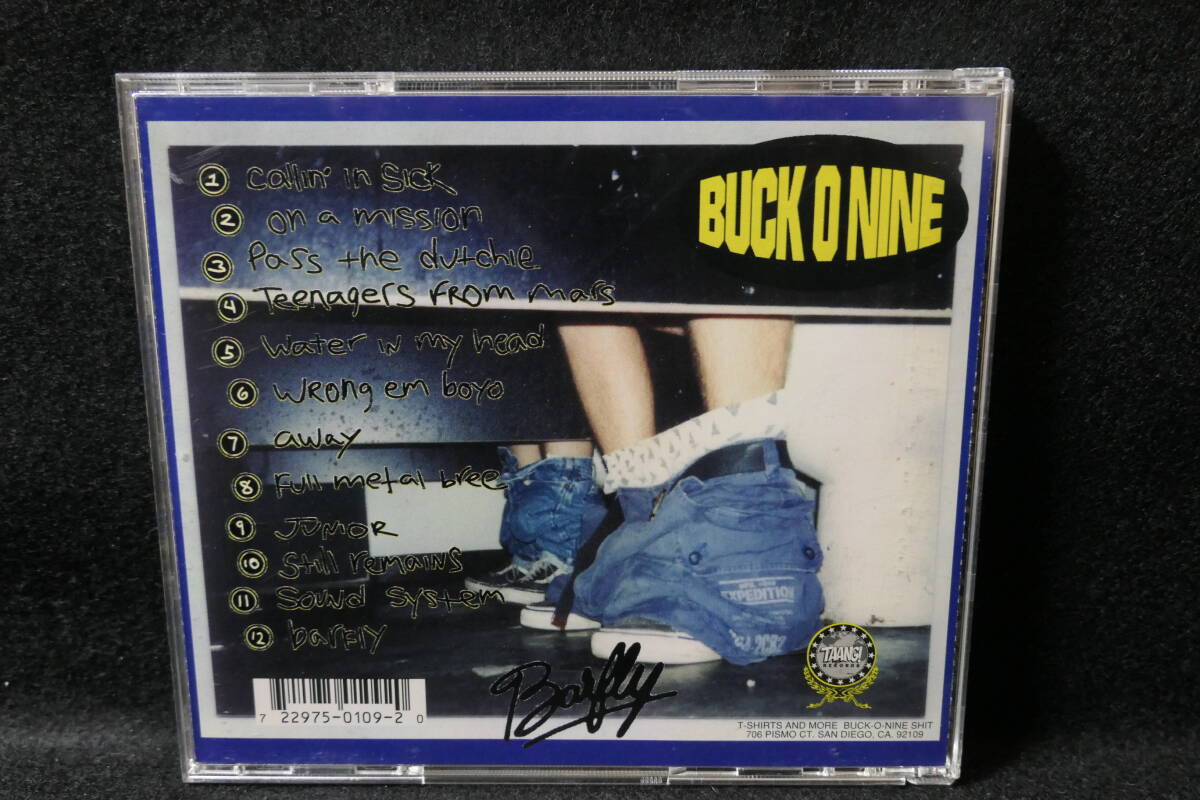 1 Callin' in Sick
2 on a mission
3 Pass the dutchie
4 Teenagers FROM mars
5 Water in my head
6 Wrong em boyo
7 away
8 Full metal bree
9 JUNIOR
10 Still remains
11 Sound System
12 barfly
BUCK O NINE
EXPEDITION
TAANG!
RECORDS
Barfly
7 22975-0109-2 0
T-SHIRTS AND MORE BUCK-O-NINE SHIT
706 PISMO CT. SAN DIEGO, CA. 92109